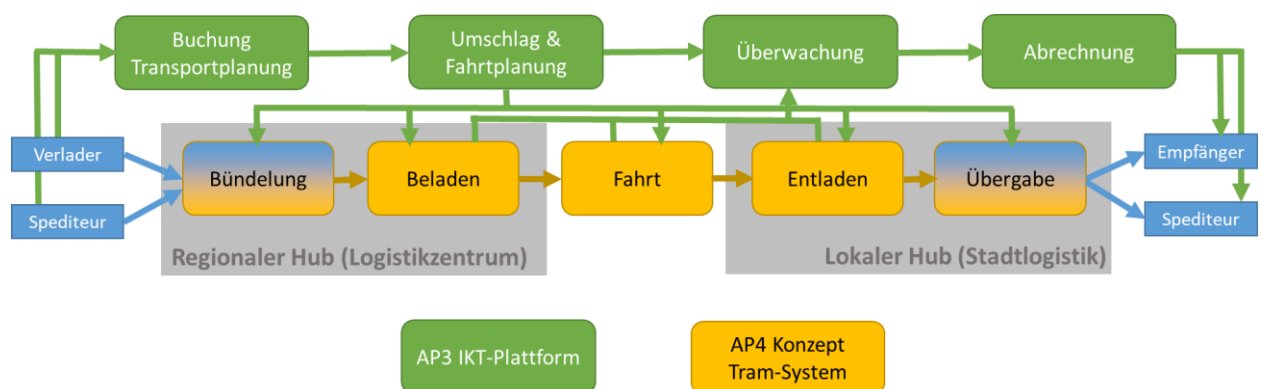 Buchung
Transportplanung
Umschlag &
Fahrtplanung
Überwachung
Abrechnung
Verlader
Spediteur
Bündelung
Beladen
Fahrt
Entladen
Übergabe
Empfänger
Spediteur
Regionaler Hub (Logistikzentrum)
Lokaler Hub (Stadtlogistik)
AP3 IKT-Plattform
AP4 Konzept
Tram-System